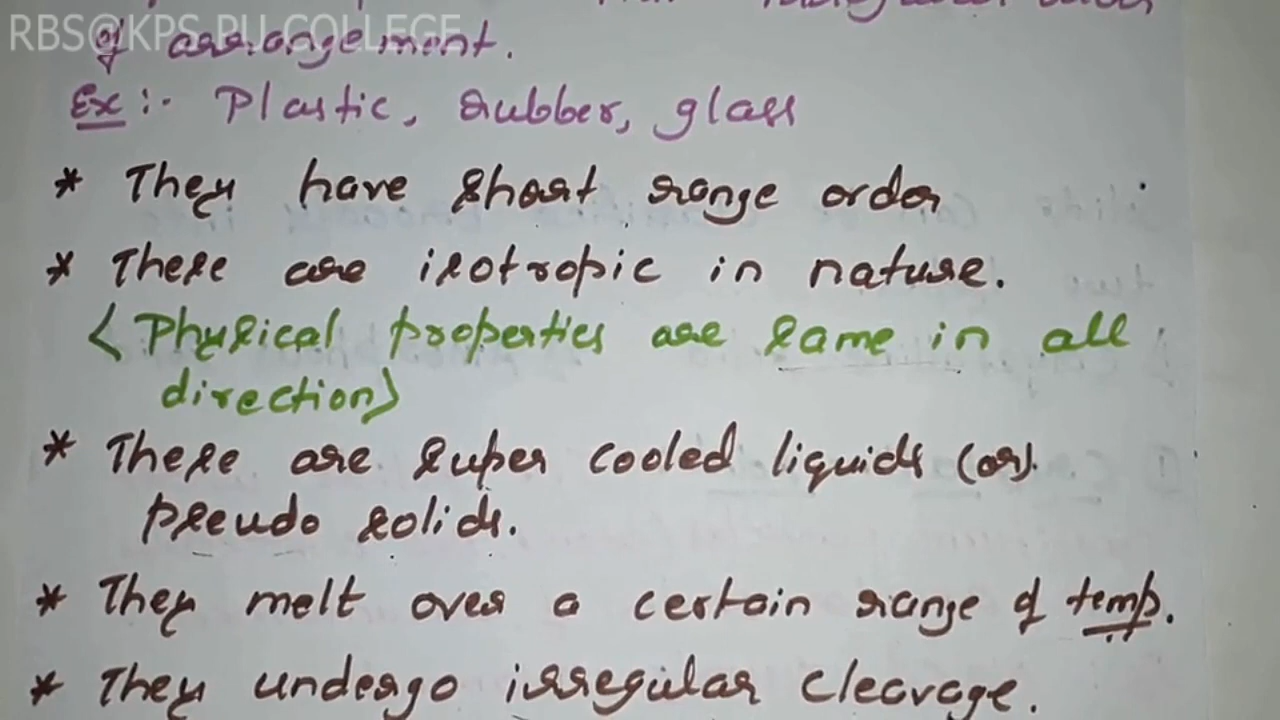 RBS@KPS PU COLLEGE
of arrangement.
Ex:- Plastic, rubber, glass
* They have short range order
* These are isotropic in nature.
<Physical properties are same in all
direction>
* These are super cooled liquids (or).
pseudo solids.
* They melt over a certain range of temp.
* They undergo irregular cleavage.